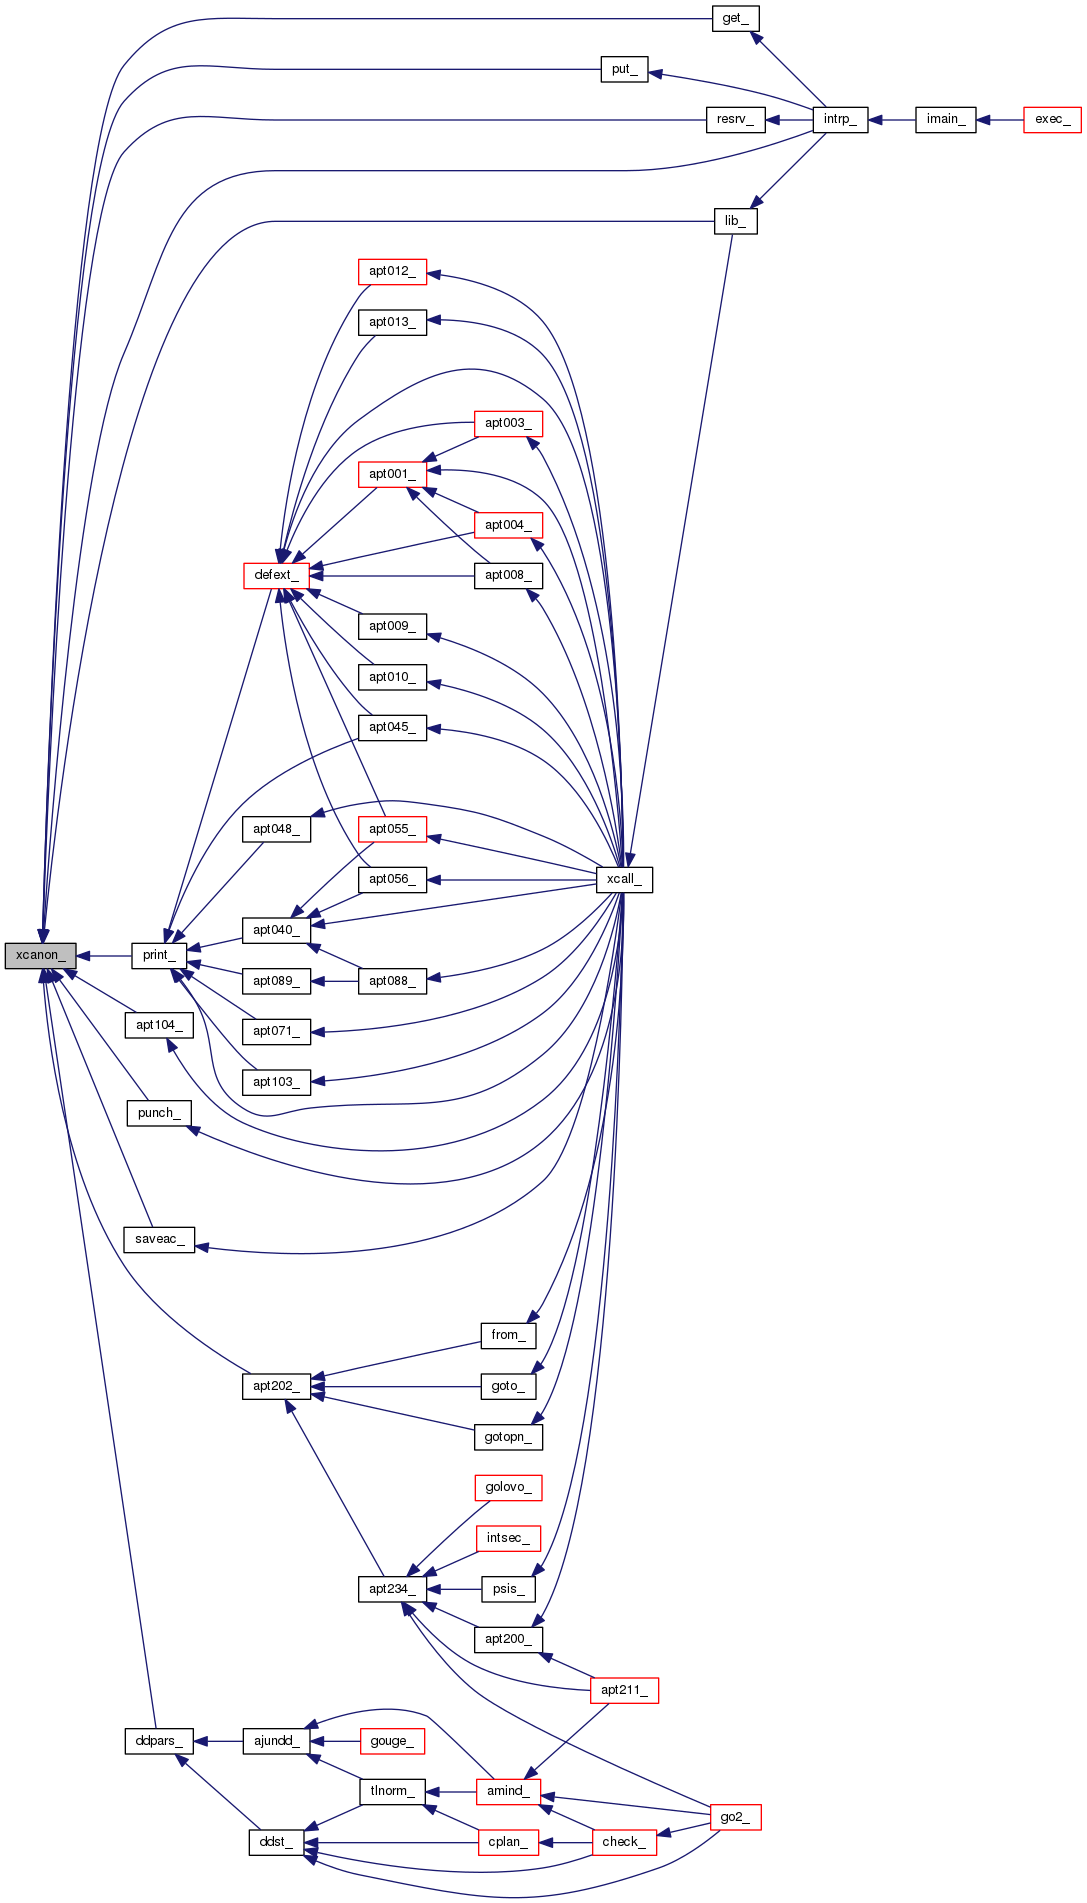 get_
put_
resrv_
intrp_
imain_
exec_
lib_
apt012_
apt013_
apt003_
apt001_
apt004_
defext_
apt008_
apt009_
apt010_
apt045_
apt048_
apt055_
apt056_
xcall_
apt040_
xcanon_
print_
apt089_
apt088_
apt104_
apt071_
apt103_
punch_
saveac_
from_
apt202_
goto_
gotopn_
golovo_
intsec_
apt234_
psis_
apt200_
apt211_
ddpars_
ajundd_
gouge_
tlnorm_
amind_
go2_
ddst_
cplan_
check_